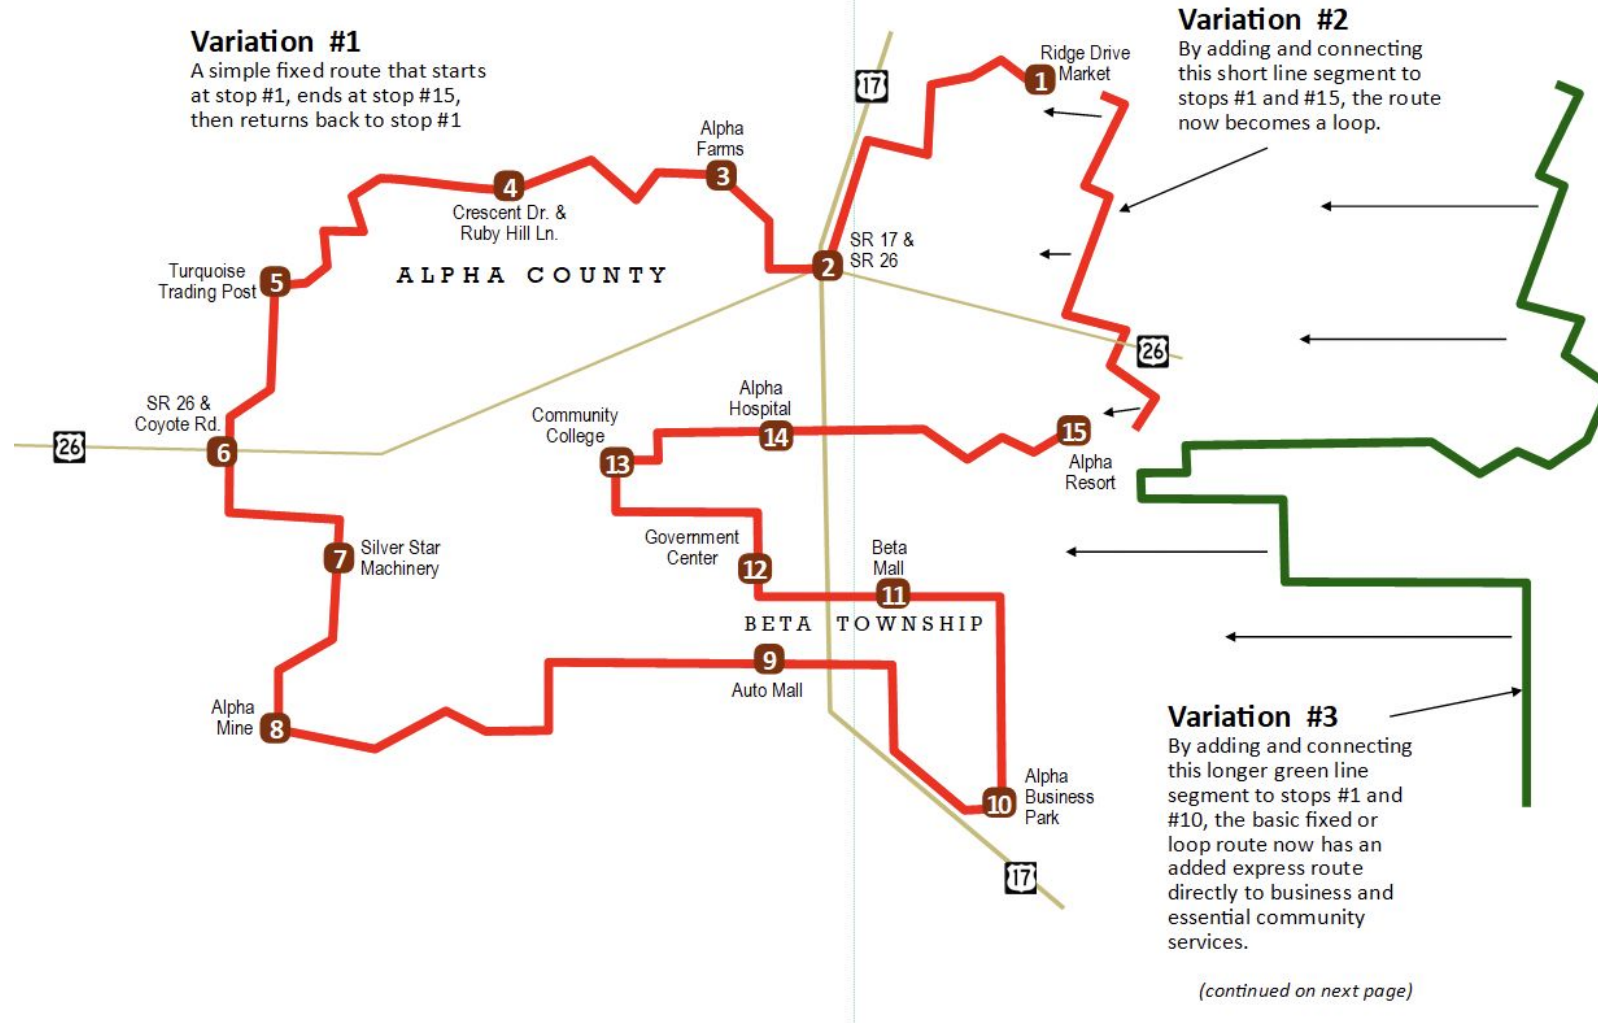 Variation #1
A simple fixed route that starts
at stop #1, ends at stop #15,
then returns back to stop #1
Variation #2
By adding and connecting
this short line segment to
stops #1 and #15, the route
now becomes a loop.
17
1
Ridge Drive
Market
Alpha
Farms
3
4
Crescent Dr. &
Ruby Hill Ln.
SR 17 &
SR 26
2
ALPHA COUNTY
Turquoise
Trading Post
5
26
SR 26 &
Coyote Rd.
6
26
Community
College
13
Alpha
Hospital
14
15
Alpha
Resort
7
Silver Star
Machinery
Government
Center
12
Beta
Mall
11
BETA TOWNSHIP
9
Auto Mall
Alpha
Mine
8
10
Alpha
Business
Park
17
Variation #3
By adding and connecting
this longer green line
segment to stops #1 and
#10, the basic fixed or
loop route now has an
added express route
directly to business and
essential community
services.
(continued on next page)